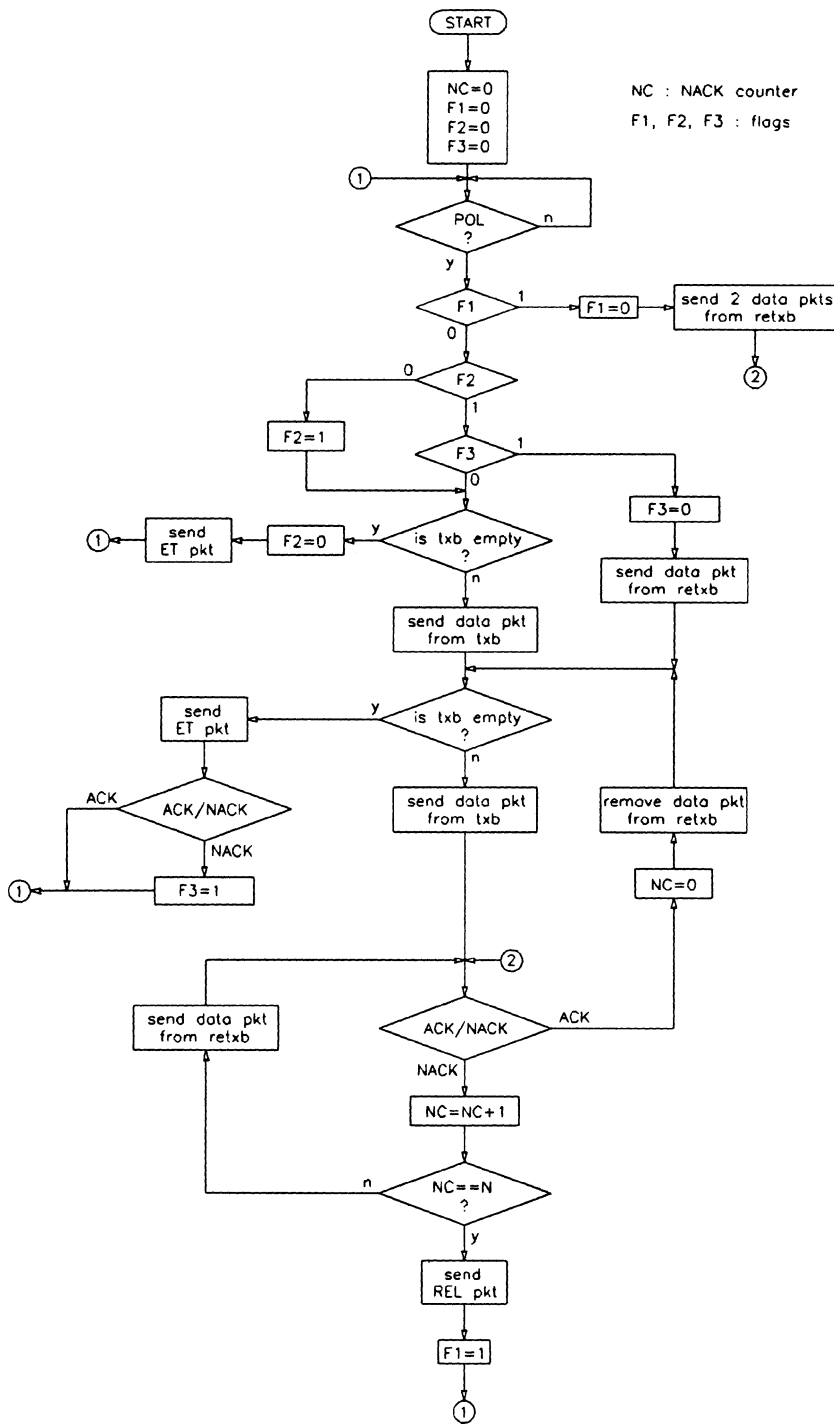 START
NC=0
F1=0
F2=0
F3=0
NC : NACK counter
F1, F2, F3 : flags
1
POL
?
n
y
F1
1
0
F1=0
send 2 data pkts
from retxb
2
F2
0
1
F2=1
F3
1
0
F3=0
is txb empty
?
y
n
F2=0
send
ET pkt
1
send data pkt
from retxb
send data pkt
from txb
is txb empty
?
y
n
send
ET pkt
send data pkt
from txb
remove data pkt
from retxb
ACK/NACK
ACK
NACK
F3=1
1
NC=0
2
send data pkt
from retxb
ACK/NACK
ACK
NACK
NC=NC+1
NC==N
?
n
y
send
REL pkt
F1=1
1